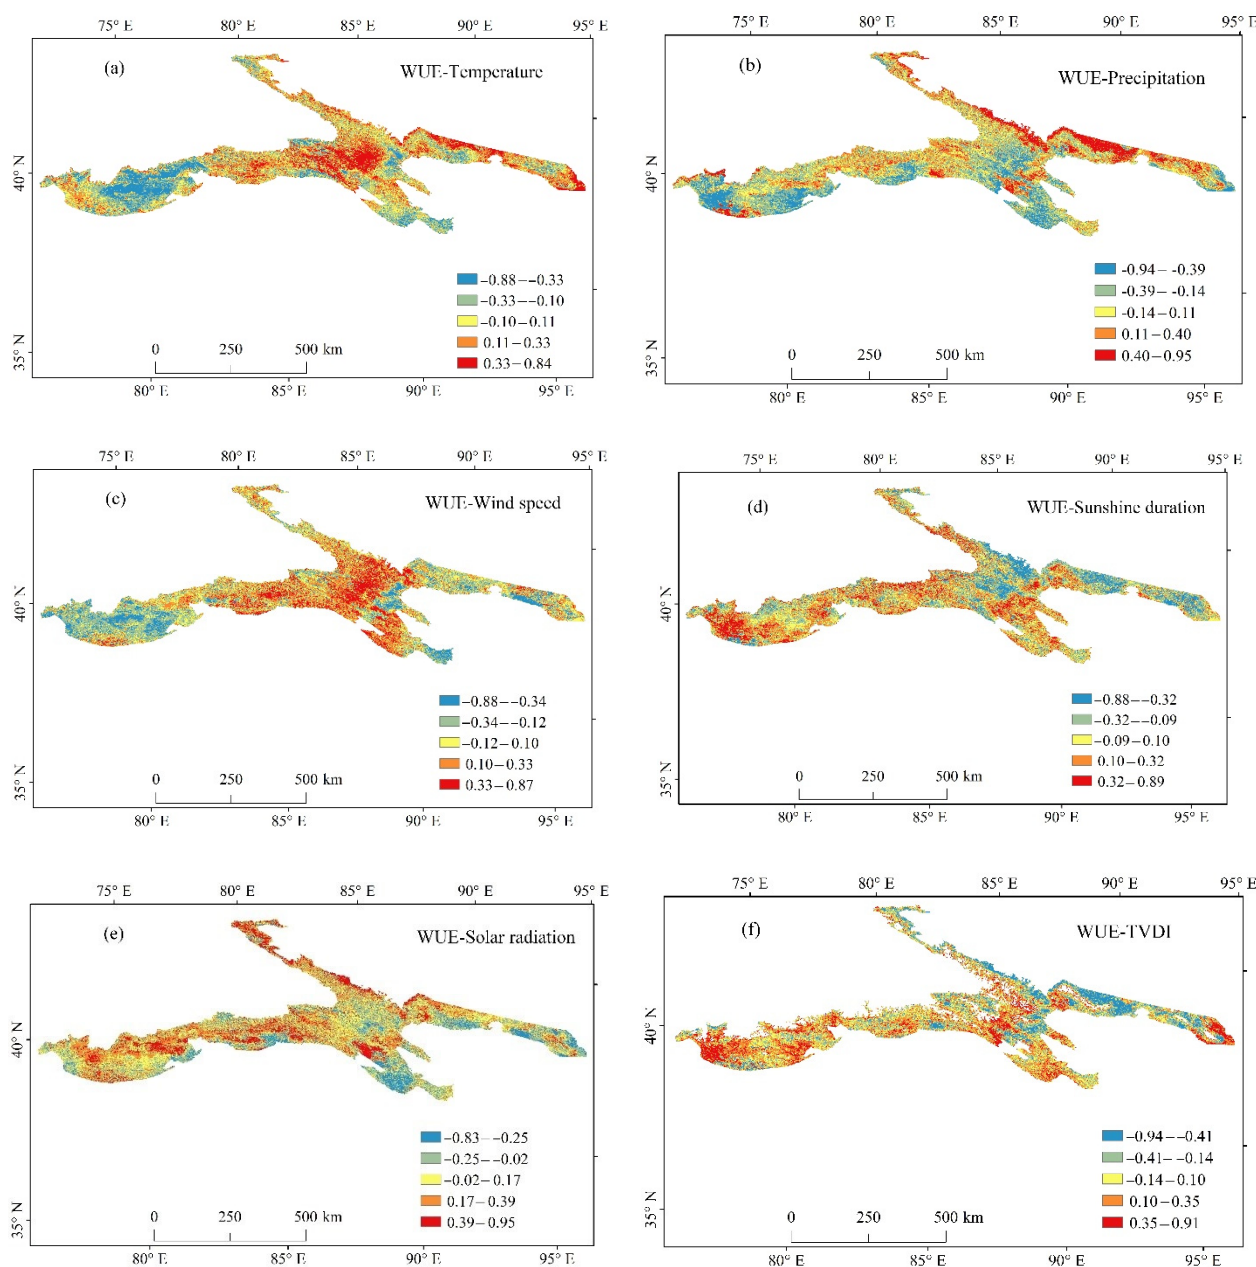 75° E 80° E 85° E 90° E 95° E
(a)
WUE-Temperature
40° N
35° N
-0.88--0.33
-0.33--0.10
-0.10-0.11
0.11-0.33
0.33-0.84
0 250 500 km
80° E 85° E 90° E 95° E
75° E 80° E 85° E 90° E 95° E
(b)
WUE-Precipitation
40° N
35° N
-0.94--0.39
-0.39--0.14
-0.14-0.11
0.11-0.40
0.40-0.95
0 250 500 km
80° E 85° E 90° E 95° E
75° E 80° E 85° E 90° E 95° E
(c)
WUE-Wind speed
40° N
35° N
-0.88--0.34
-0.34--0.12
-0.12-0.10
0.10-0.33
0.33-0.87
0 250 500 km
80° E 85° E 90° E 95° E
75° E 80° E 85° E 90° E 95° E
(d)
WUE-Sunshine duration
40° N
35° N
-0.88--0.32
-0.32--0.09
-0.09-0.10
0.10-0.32
0.32-0.89
0 250 500 km
80° E 85° E 90° E 95° E
75° E 80° E 85° E 90° E 95° E
(e)
WUE-Solar radiation
40° N
35° N
-0.83--0.25
-0.25--0.02
-0.02-0.17
0.17-0.39
0.39-0.95
0 250 500 km
80° E 85° E 90° E 95° E
75° E 80° E 85° E 90° E 95° E
(f)
WUE-TVDI
40° N
35° N
-0.94--0.41
-0.41--0.14
-0.14-0.10
0.10-0.35
0.35-0.91
0 250 500 km
80° E 85° E 90° E 95° E